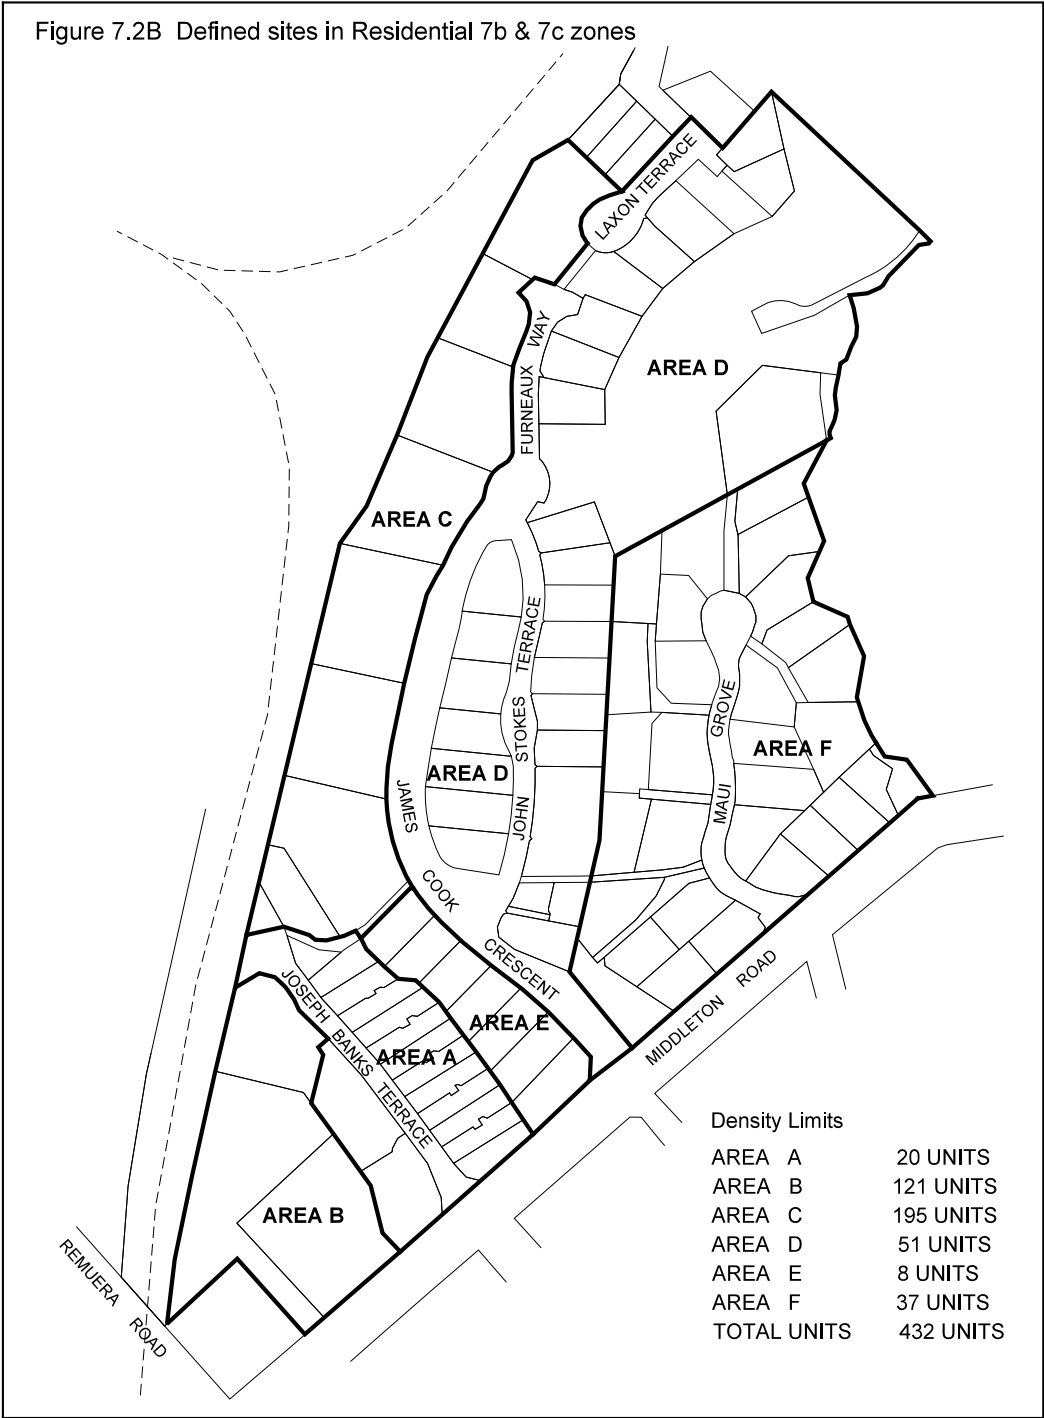 Figure 7.2B Defined sites in Residential 7b & 7c zones
LAXON TERRACE
FURNEAUX WAY
AREA D
AREA C
JOHN STOKES TERRACE
MAUI GROVE
AREA F
AREA D
JAMES COOK CRESCENT
JOSEPH BANKS TERRACE
AREA E
AREA A
MIDDLETON ROAD
AREA B
REMUERA ROAD
Density Limits
AREA A 20 UNITS
AREA B 121 UNITS
AREA C 195 UNITS
AREA D 51 UNITS
AREA E 8 UNITS
AREA F 37 UNITS
TOTAL UNITS 432 UNITS